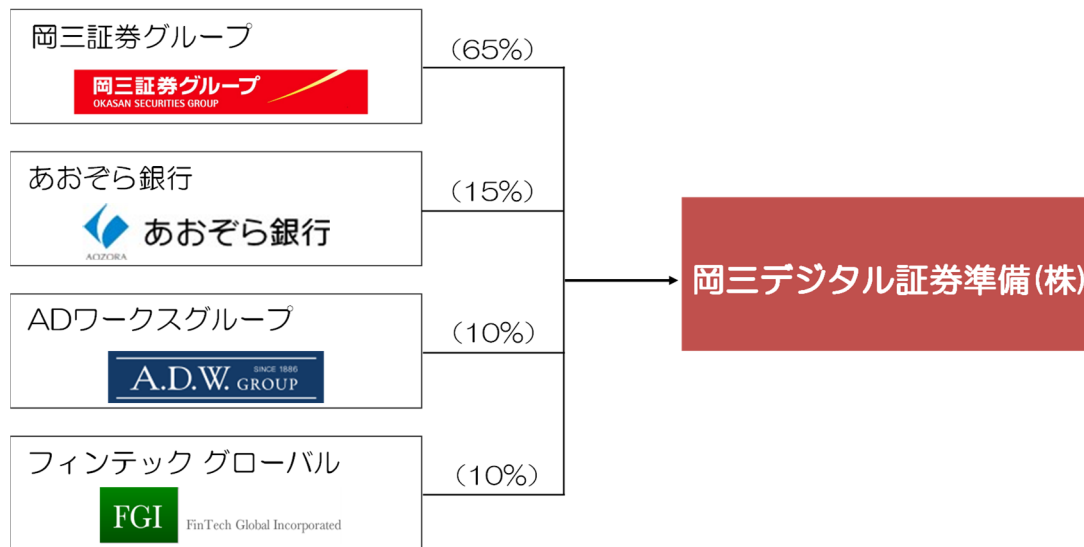 岡三証券グループ
岡三証券グループ
OKASAN SECURITIES GROUP
(65%)
あおぞら銀行
あおぞら銀行
AOZORA
(15%)
ADワークスグループ
SINCE 1886
A.D.W. GROUP
(10%)
フィンテック グローバル
FGI FinTech Global Incorporated
(10%)
岡三デジタル証券準備(株)